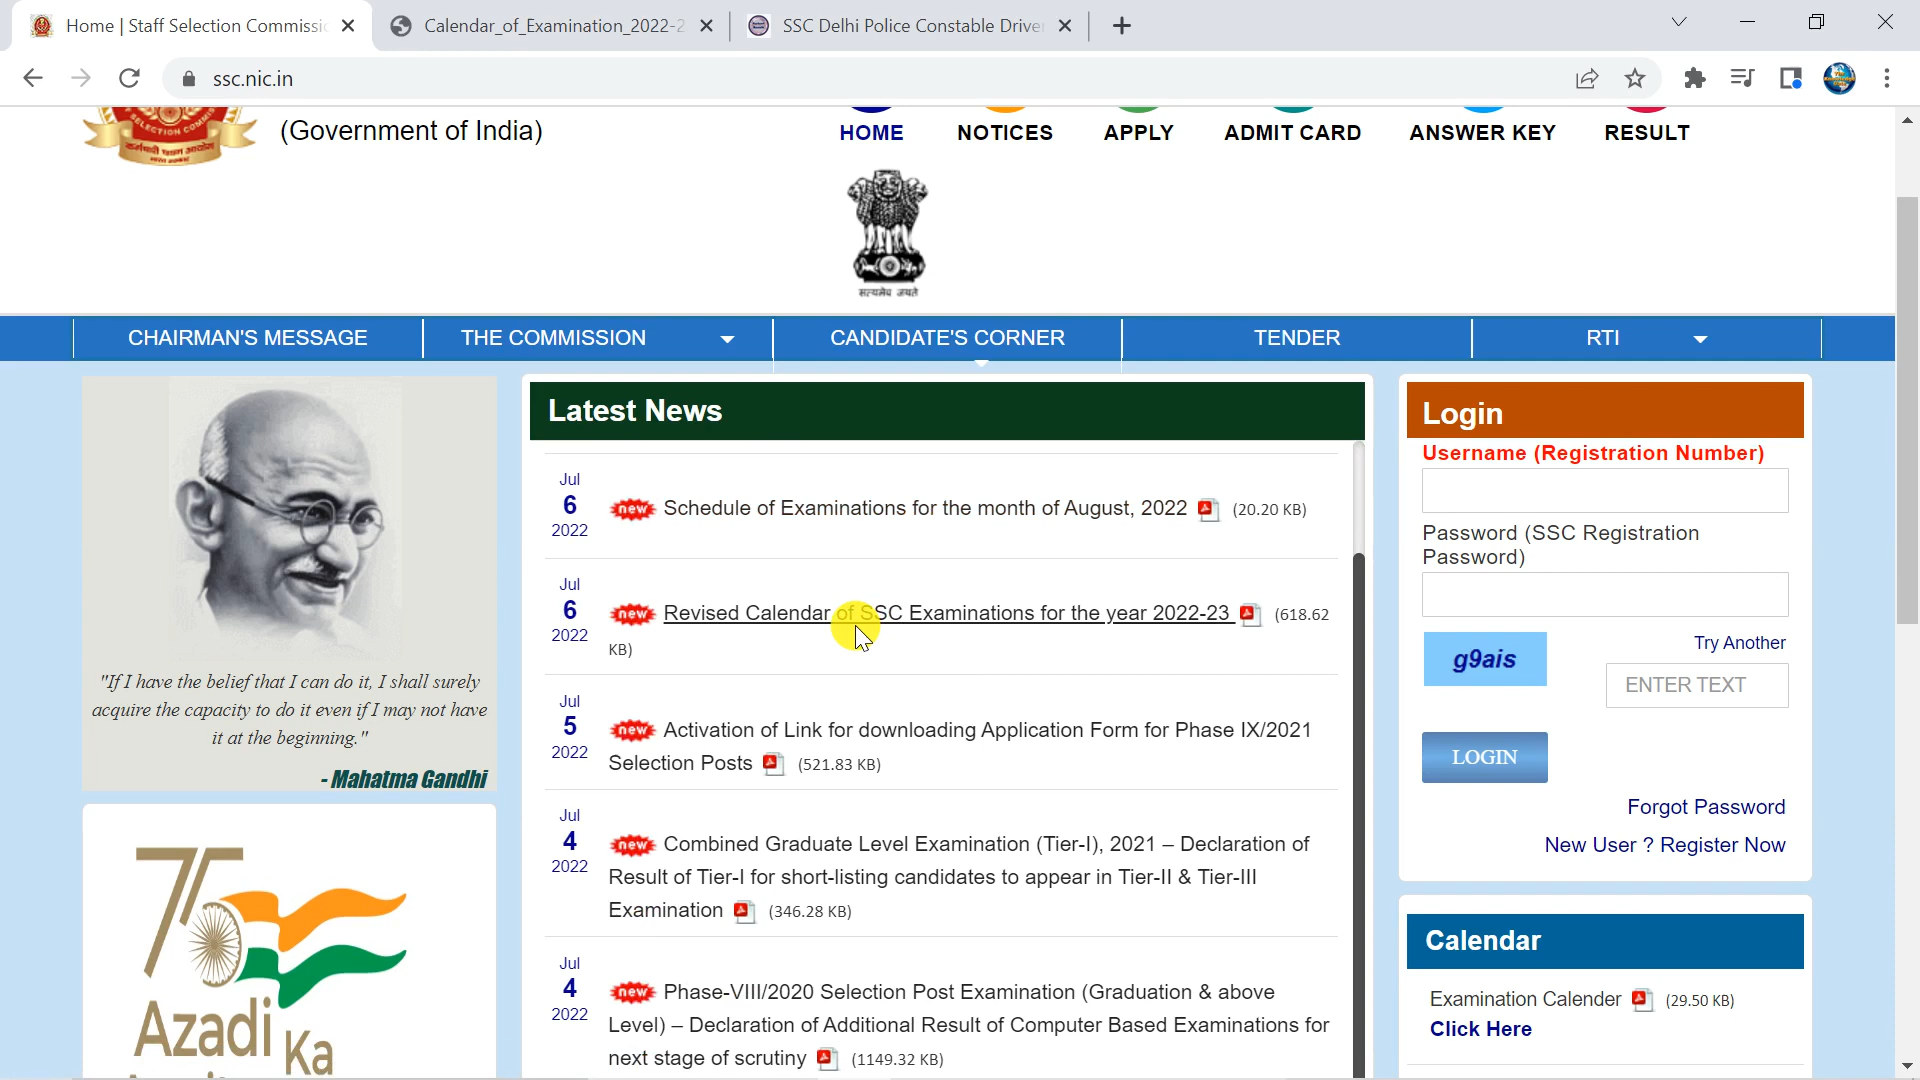 Home | Staff Selection Commissi
Calendar_of_Examination_2022-2
SSC Delhi Police Constable Drive
ssc.nic.in
SELECTION COMMISSION
कर्मचारी चयन आयोग
(Government of India)
HOME
NOTICES
APPLY
ADMIT CARD
ANSWER KEY
RESULT
सत्यमेव जयते
CHAIRMAN'S MESSAGE
THE COMMISSION
CANDIDATE'S CORNER
TENDER
RTI
"If I have the belief that I can do it, I shall surely
acquire the capacity to do it even if I may not have
it at the beginning."
- Mahatma Gandhi
75
Azadi Ka
Latest News
Jul
6
2022
new Schedule of Examinations for the month of August, 2022 (20.20 KB)
Jul
6
2022
new Revised Calendar of SSC Examinations for the year 2022-23 (618.62
KB)
Jul
5
2022
new Activation of Link for downloading Application Form for Phase IX/2021
Selection Posts (521.83 KB)
Jul
4
2022
new Combined Graduate Level Examination (Tier-I), 2021 – Declaration of
Result of Tier-I for short-listing candidates to appear in Tier-II & Tier-III
Examination (346.28 KB)
Jul
4
2022
new Phase-VIII/2020 Selection Post Examination (Graduation & above
Level) – Declaration of Additional Result of Computer Based Examinations for
next stage of scrutiny (1149.32 KB)
Login
Username (Registration Number)
Password (SSC Registration
Password)
g9ais
Try Another
ENTER TEXT
LOGIN
Forgot Password
New User ? Register Now
Calendar
Examination Calender (29.50 KB)
Click Here